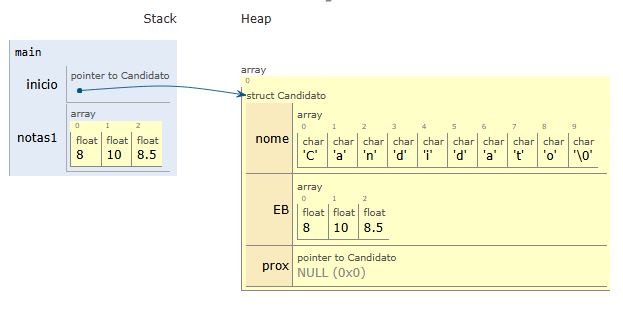 Stack Heap
main
inicio
pointer to Candidato
notas1
array
0 1 2
float float float
8 10 8.5
array
0
struct Candidato
nome
array
0 1 2 3 4 5 6 7 8 9
char char char char char char char char char char
'C' 'a' 'n' 'd' 'i' 'd' 'a' 't' 'o' '\0'
EB
array
0 1 2
float float float
8 10 8.5
prox
pointer to Candidato
NULL (0x0)